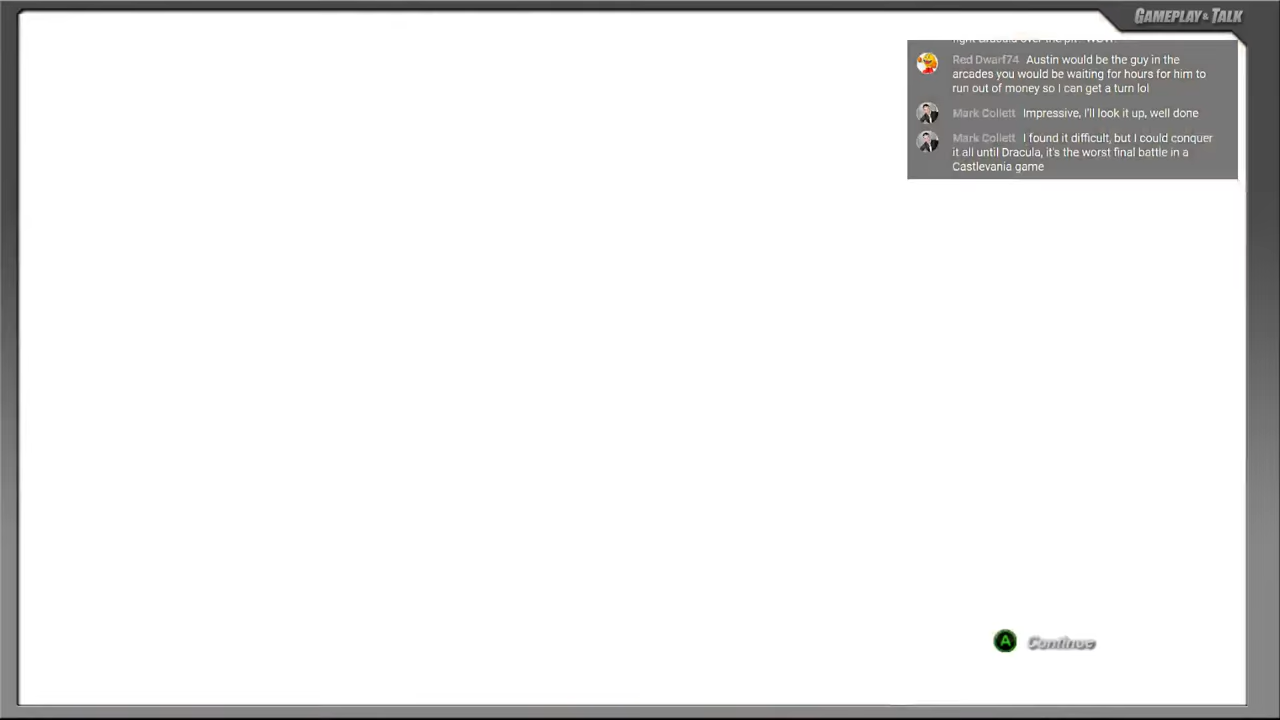 GAMEPLAY & TALK
Red Dwarf74 Austin would be the guy in the
arcades you would be waiting for hours for him to
run out of money so I can get a turn lol
Mark Collett Impressive, I'll look it up, well done
Mark Collett I found it difficult, but I could conquer
it all until Dracula, it's the worst final battle in a
Castlevania game
A Continue